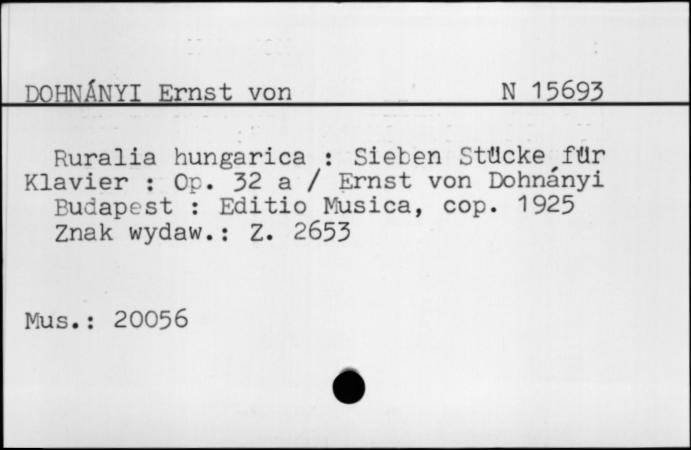 DOHNÁNYI Ernst von N 15693
Ruralia hungarica : Sieben Stücke für
Klavier : Op. 32 a / Ernst von Dohnányi
Budapest : Editio Musica, cop. 1925
Znak wydaw.: Z. 2653
Mus.: 20056